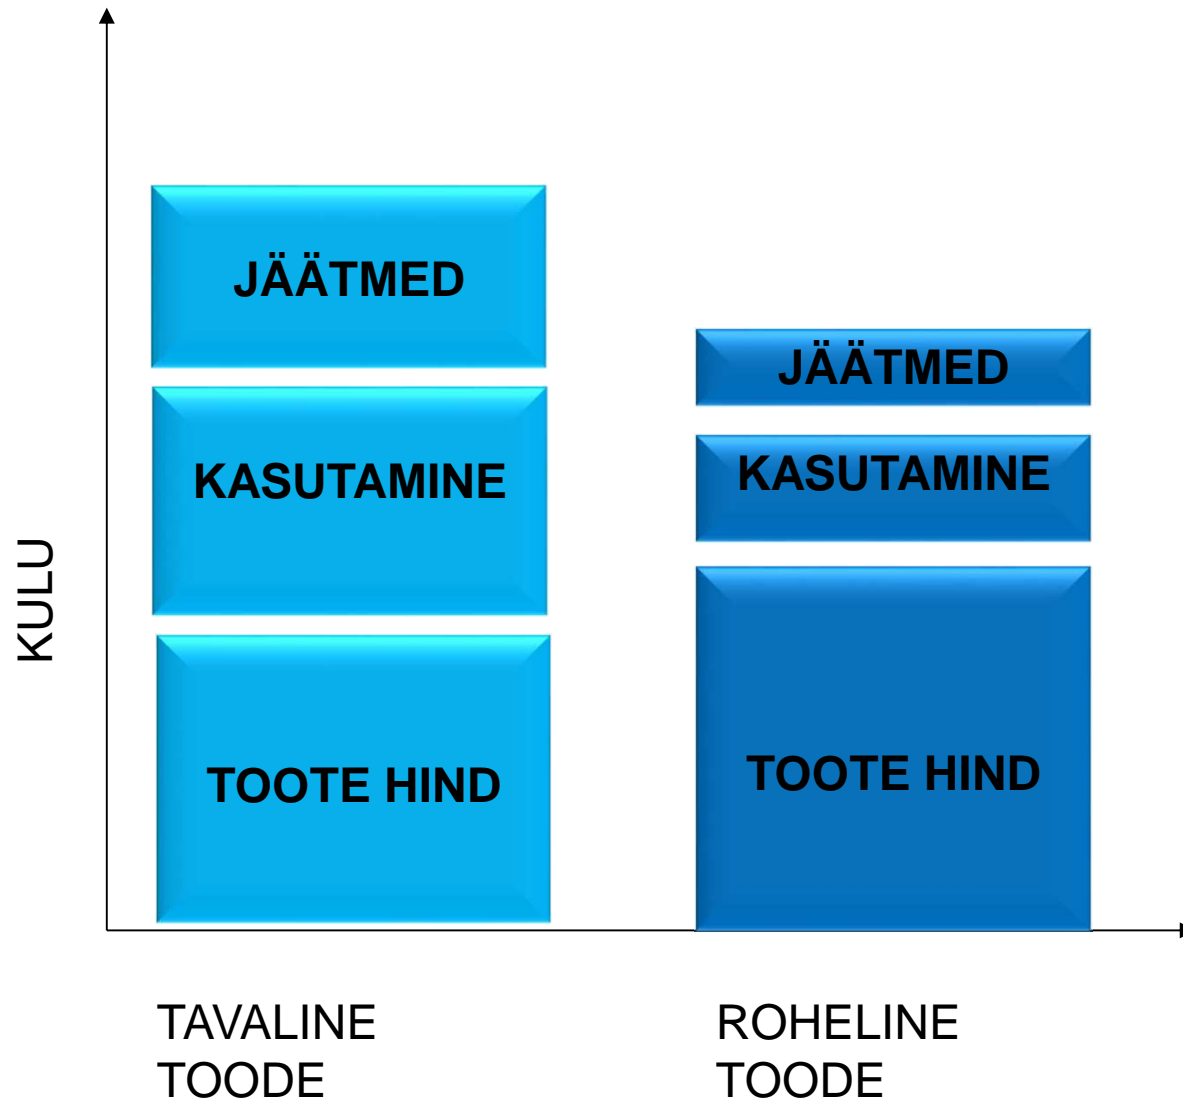 KULU
JÄÄTMED
KASUTAMINE
TOOTE HIND
JÄÄTMED
KASUTAMINE
TOOTE HIND
TAVALINE
TOODE
ROHELINE
TOODE